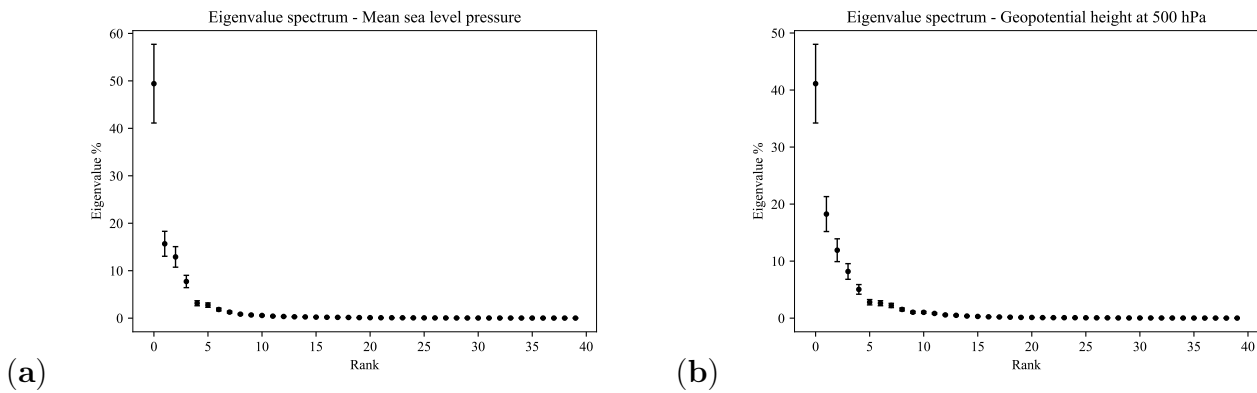 Eigenvalue spectrum - Mean sea level pressure
60
50
40
30
20
10
0
Eigenvalue %
0 5 10 15 20 25 30 35 40
Rank
(a)
Eigenvalue spectrum - Geopotential height at 500 hPa
50
40
30
20
10
0
Eigenvalue %
0 5 10 15 20 25 30 35 40
Rank
(b)